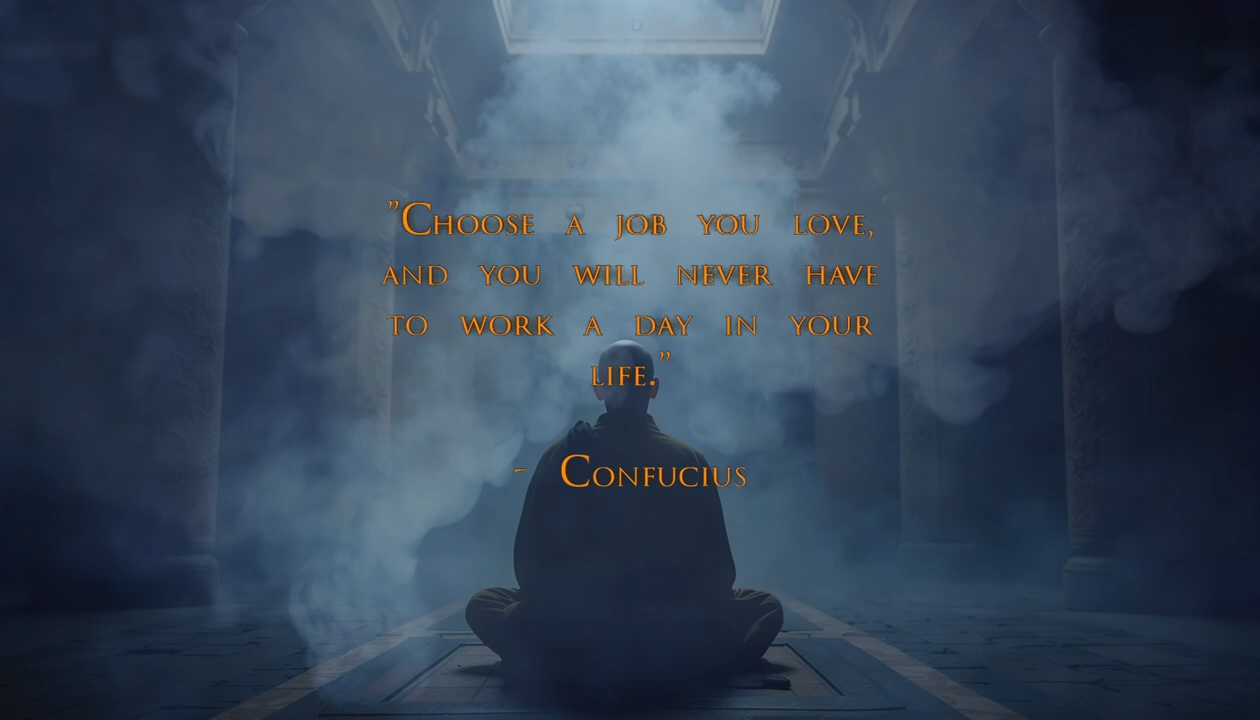 "Choose a job you love,
and you will never have
to work a day in your
life."
- Confucius